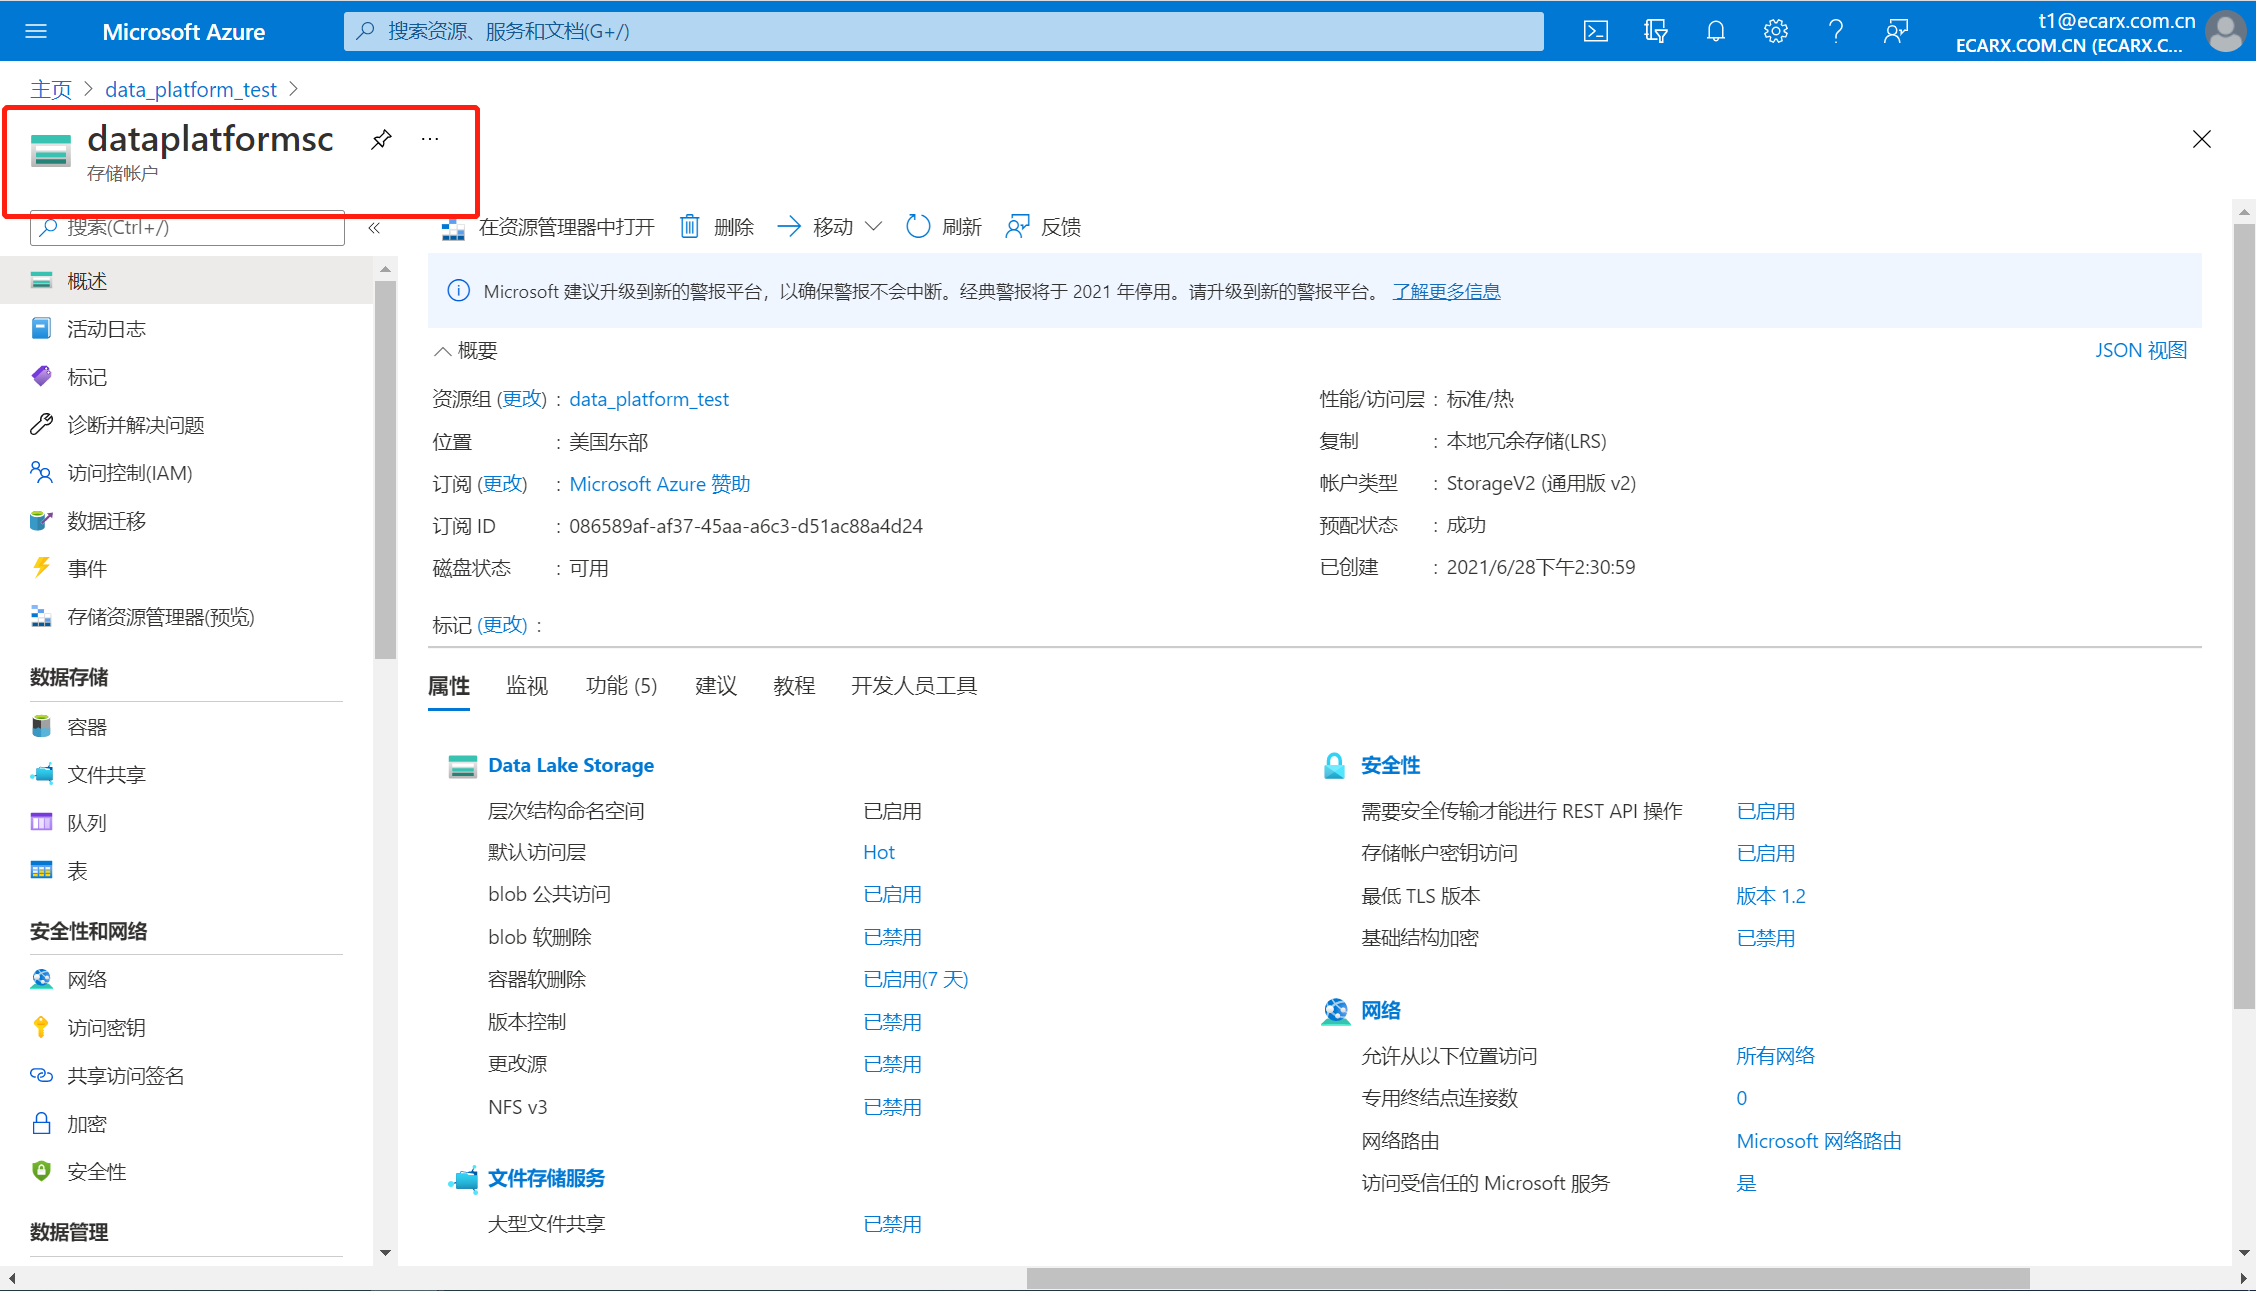 Microsoft Azure
搜索资源、服务和文档(G+/)
t1@ecarx.com.cn
ECARX.COM.CN (ECARX.C...
主页 > data_platform_test >
dataplatformsc ...
存储帐户
搜索(Ctrl+/) «
在资源管理器中打开 删除 移动 刷新 反馈
Microsoft 建议升级到新的警报平台，以确保警报不会中断。经典警报将于 2021 年停用。请升级到新的警报平台。 了解更多信息
概述
活动日志
标记
诊断并解决问题
访问控制(IAM)
数据迁移
事件
存储资源管理器(预览)
数据存储
容器
文件共享
队列
表
安全性和网络
网络
访问密钥
共享访问签名
加密
安全性
数据管理
概要
JSON 视图
资源组 (更改) : data_platform_test
位置 : 美国东部
订阅 (更改) : Microsoft Azure 赞助
订阅 ID : 086589af-af37-45aa-a6c3-d51ac88a4d24
磁盘状态 : 可用
性能/访问层 : 标准/热
复制 : 本地冗余存储(LRS)
帐户类型 : StorageV2 (通用版 v2)
预配状态 : 成功
已创建 : 2021/6/28下午2:30:59
标记 (更改) :
属性 监视 功能 (5) 建议 教程 开发人员工具
Data Lake Storage
层次结构命名空间 已启用
默认访问层 Hot
blob 公共访问 已启用
blob 软删除 已禁用
容器软删除 已启用(7 天)
版本控制 已禁用
更改源 已禁用
NFS v3 已禁用
文件存储服务
大型文件共享 已禁用
安全性
需要安全传输才能进行 REST API 操作 已启用
存储帐户密钥访问 已启用
最低 TLS 版本 版本 1.2
基础结构加密 已禁用
网络
允许从以下位置访问 所有网络
专用终结点连接数 0
网络路由 Microsoft 网络路由
访问受信任的 Microsoft 服务 是